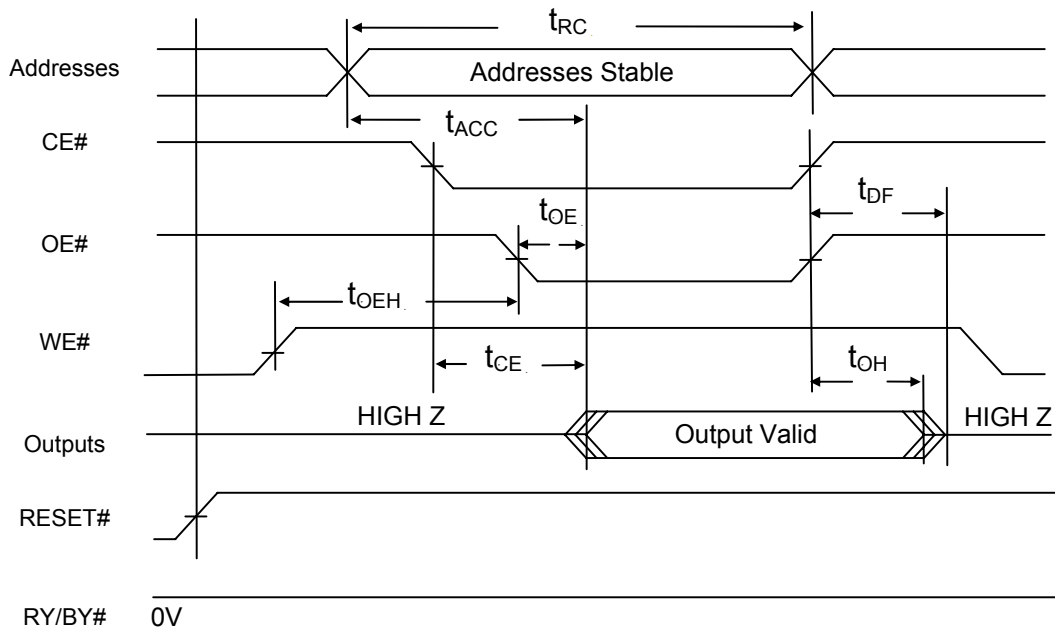 tRC
Addresses
Addresses Stable
tACC
CE#
tDF
tOE
OE#
tOEH
WE#
tCE
tOH
HIGH Z
HIGH Z
Output Valid
Outputs
RESET#
RY/BY#
0V